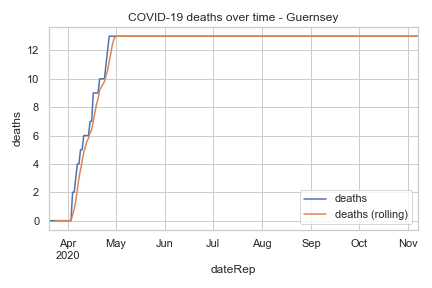 COVID-19 deaths over time - Guernsey
deaths
12
10
8
6
4
2
0
deaths
deaths (rolling)
Apr
2020
May
Jun
Jul
Aug
Sep
Oct
Nov
dateRep